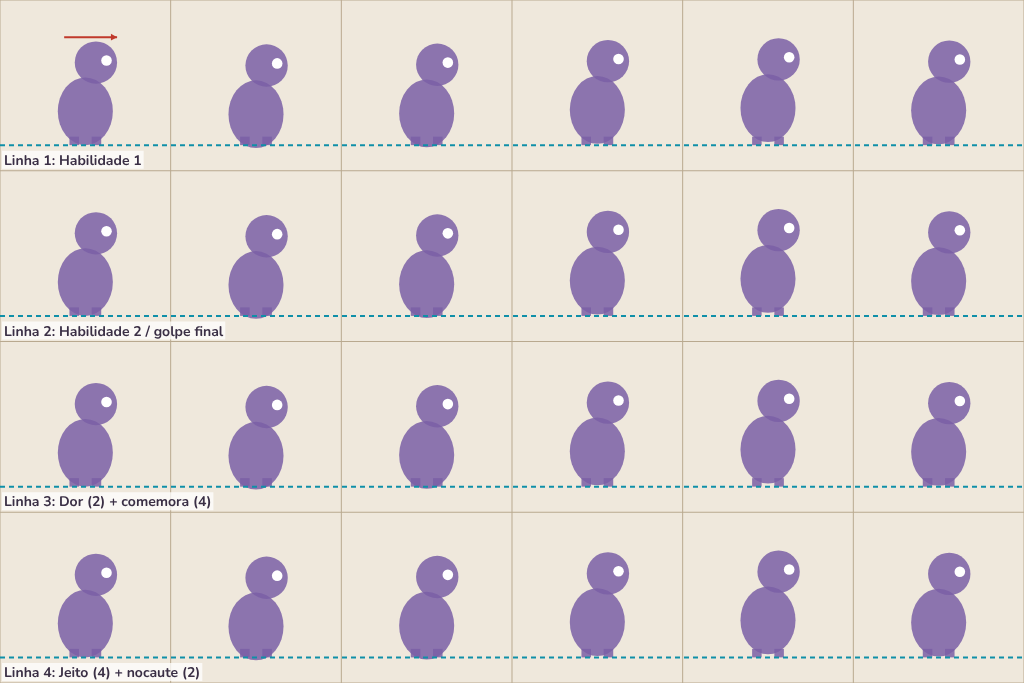 Linha 1: Habilidade 1
Linha 2: Habilidade 2 / golpe final
Linha 3: Dor (2) + comemora (4)
Linha 4: Jeito (4) + nocaute (2)